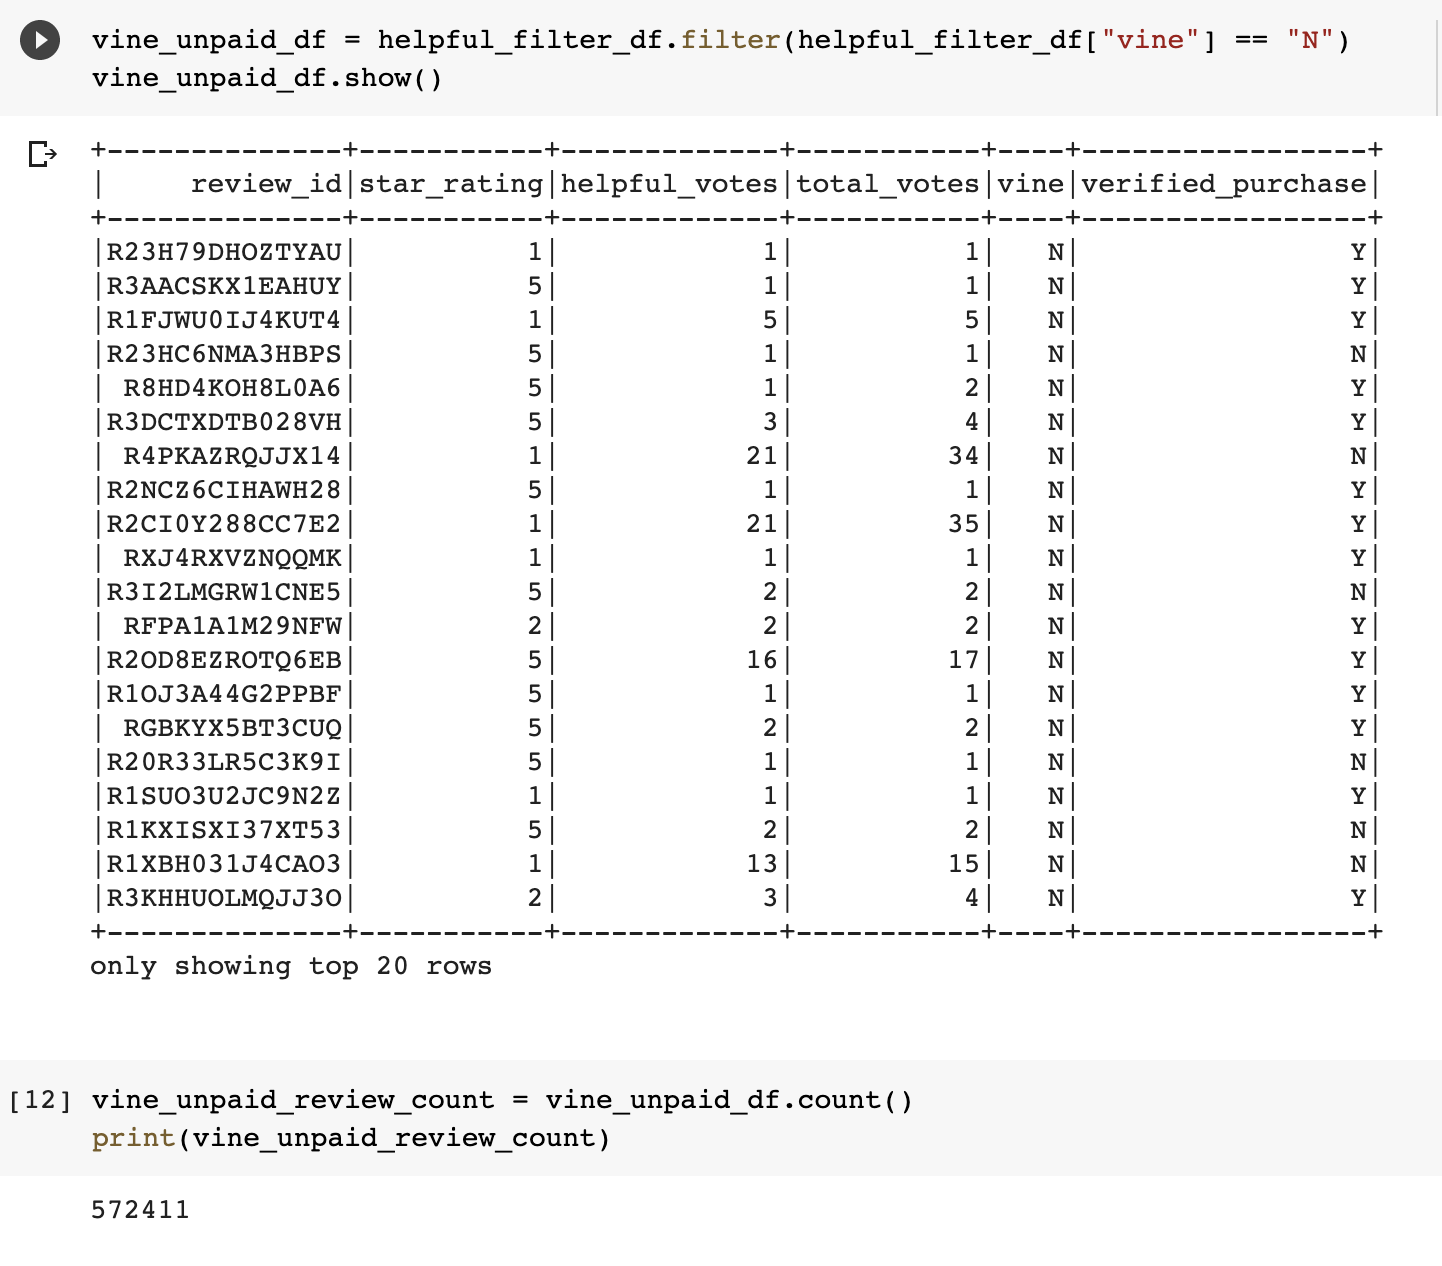 vine_unpaid_df = helpful_filter_df.filter(helpful_filter_df["vine"] == "N")
vine_unpaid_df.show()
+--------------+-----------+-------------+-----------+----+-----------------+
|     review_id|star_rating|helpful_votes|total_votes|vine|verified_purchase|
+--------------+-----------+-------------+-----------+----+-----------------+
|R23H79DHOZTYAU|          1|            1|          1|   N|                Y|
|R3AACSKX1EAHUY|          5|            1|          1|   N|                Y|
|R1FJWU0IJ4KUT4|          1|            5|          5|   N|                Y|
|R23HC6NMA3HBPS|          5|            1|          1|   N|                N|
| R8HD4KOH8L0A6|          5|            1|          2|   N|                Y|
|R3DCTXDTB028VH|          5|            3|          4|   N|                Y|
| R4PKAZRQJJX14|          1|           21|         34|   N|                N|
|R2NCZ6CIHAWH28|          5|            1|          1|   N|                Y|
|R2CI0Y288CC7E2|          1|           21|         35|   N|                Y|
| RXJ4RXVZNQQMK|          1|            1|          1|   N|                Y|
|R3I2LMGRW1CNE5|          5|            2|          2|   N|                N|
| RFPA1A1M29NFW|          2|            2|          2|   N|                Y|
|R2OD8EZROTQ6EB|          5|           16|         17|   N|                Y|
|R1OJ3A44G2PPBF|          5|            1|          1|   N|                Y|
| RGBKYX5BT3CUQ|          5|            2|          2|   N|                Y|
|R20R33LR5C3K9I|          5|            1|          1|   N|                N|
|R1SUO3U2JC9N2Z|          1|            1|          1|   N|                Y|
|R1KXISXI37XT53|          5|            2|          2|   N|                N|
|R1XBH031J4CAO3|          1|           13|         15|   N|                N|
|R3KHHUOLMQJJ3O|          2|            3|          4|   N|                Y|
+--------------+-----------+-------------+-----------+----+-----------------+
only showing top 20 rows
[12] vine_unpaid_review_count = vine_unpaid_df.count()
print(vine_unpaid_review_count)
572411